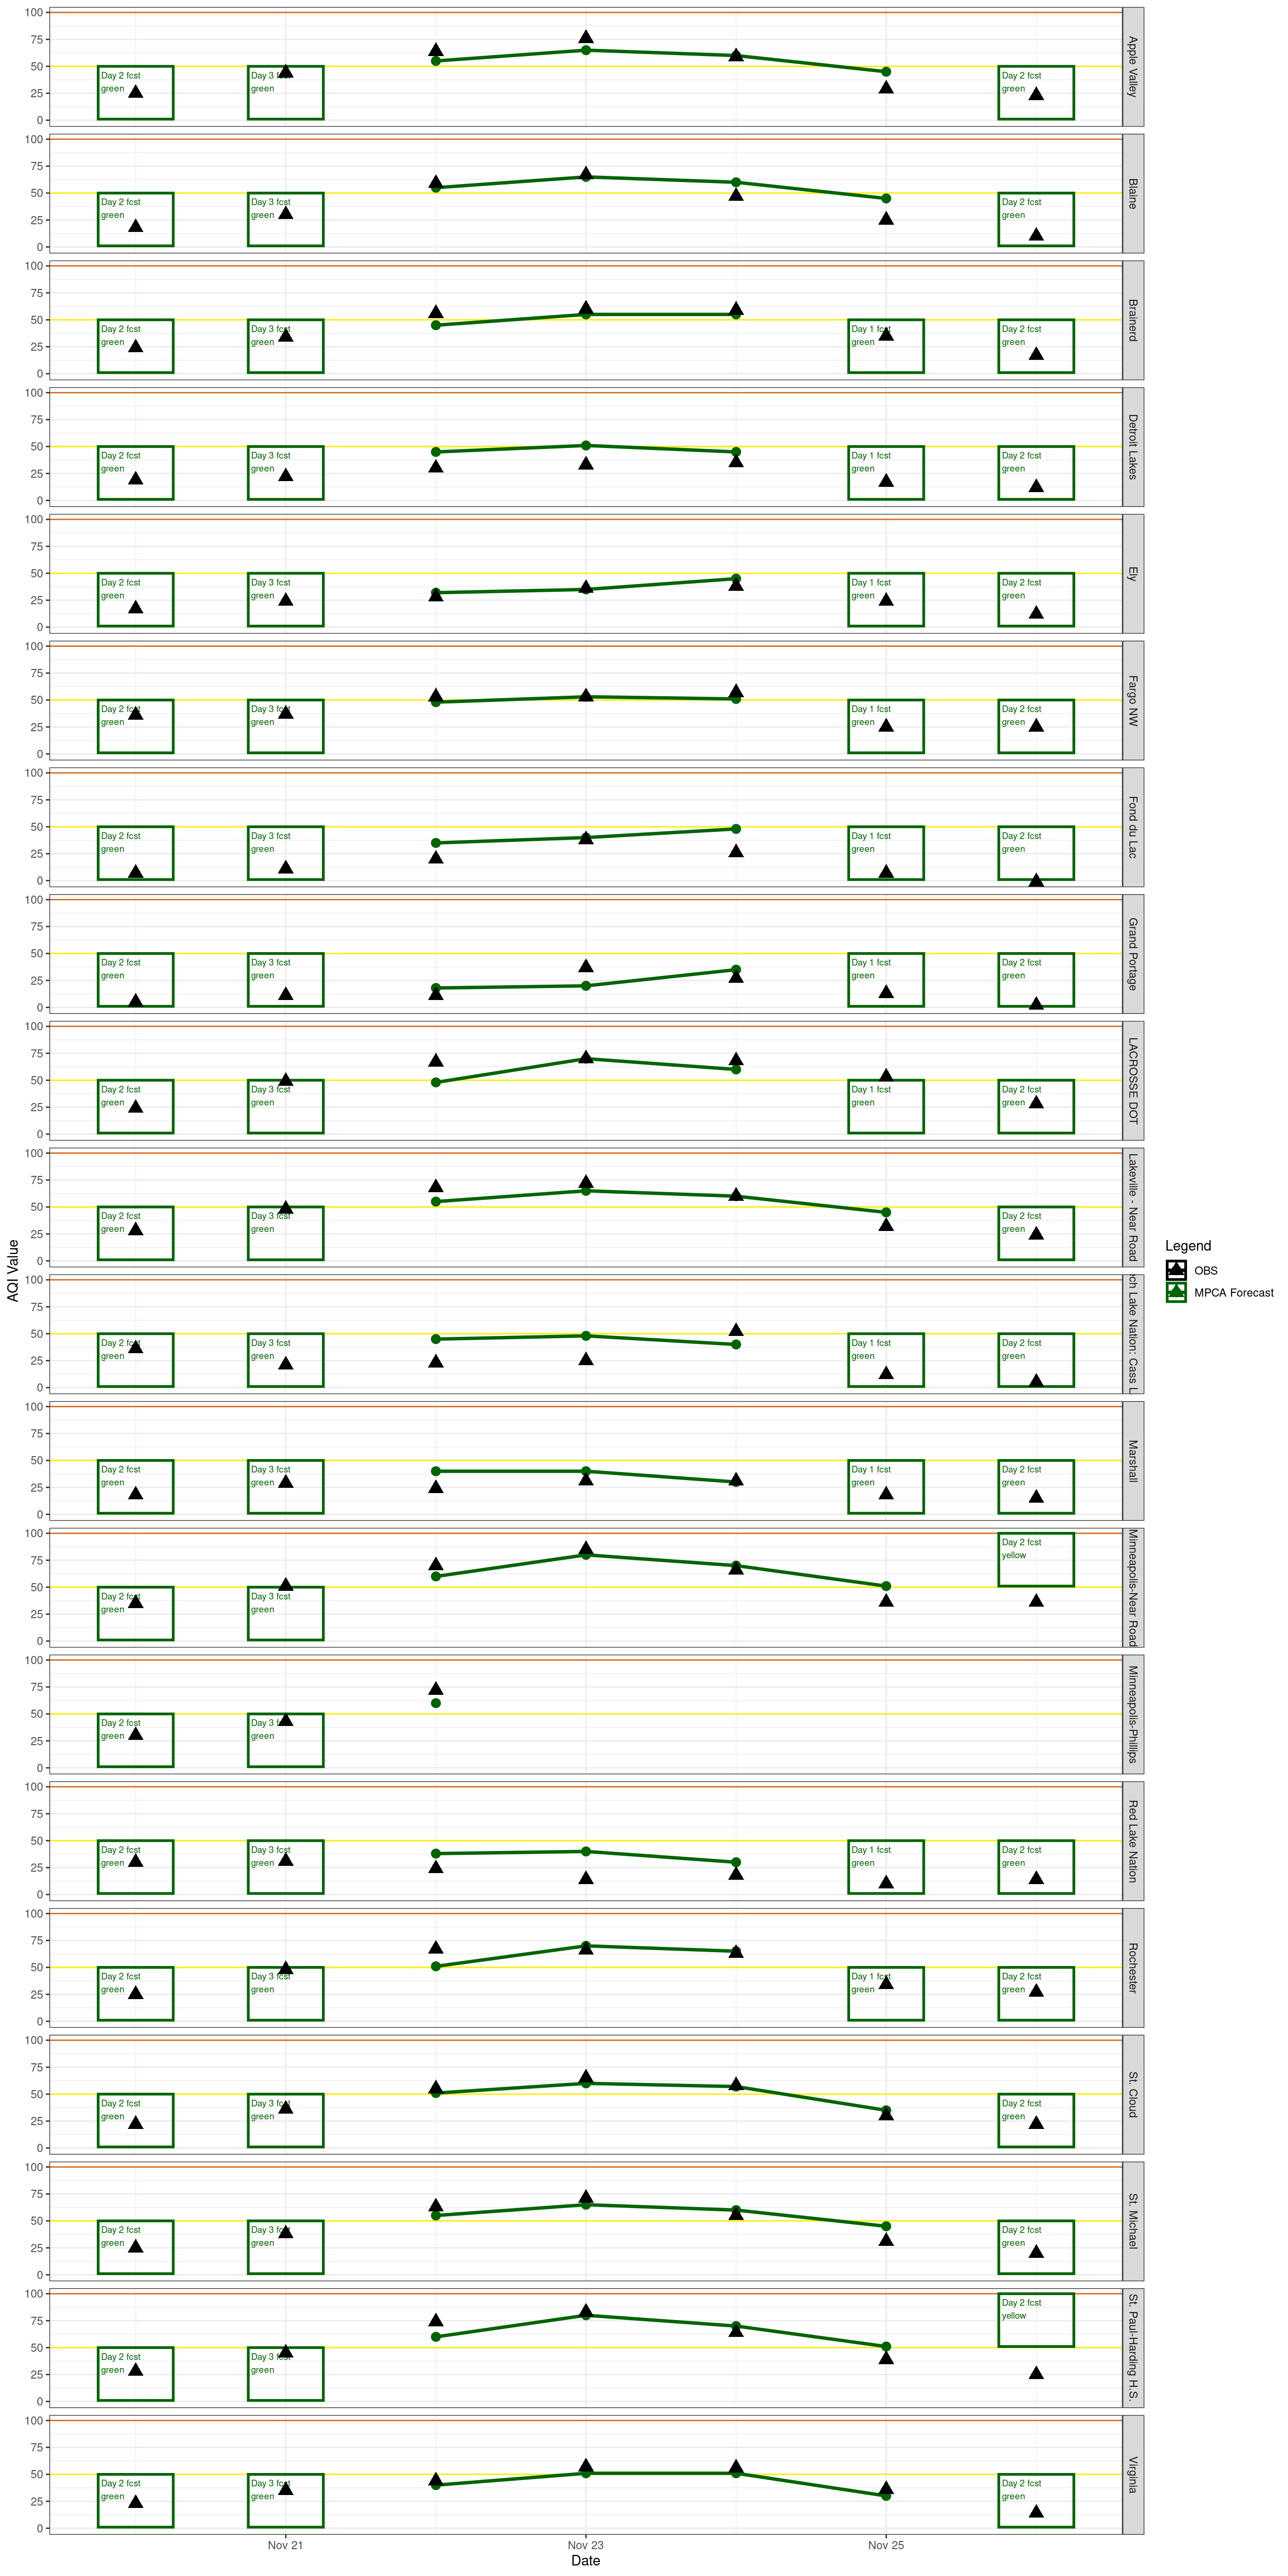 AQI Value
100
75
50
25
0
Day 2 fcst
green
Day 3 fcst
green
Day 2 fcst
green
Apple Valley
100
75
50
25
0
Day 2 fcst
green
Day 3 fcst
green
Day 2 fcst
green
Blaine
100
75
50
25
0
Day 2 fcst
green
Day 3 fcst
green
Day 1 fcst
green
Day 2 fcst
green
Brainerd
100
75
50
25
0
Day 2 fcst
green
Day 3 fcst
green
Day 1 fcst
green
Day 2 fcst
green
Detroit Lakes
100
75
50
25
0
Day 2 fcst
green
Day 3 fcst
green
Day 1 fcst
green
Day 2 fcst
green
Ely
100
75
50
25
0
Day 2 fcst
green
Day 3 fcst
green
Day 1 fcst
green
Day 2 fcst
green
Fargo NW
100
75
50
25
0
Day 2 fcst
green
Day 3 fcst
green
Day 1 fcst
green
Day 2 fcst
green
Fond du Lac
100
75
50
25
0
Day 2 fcst
green
Day 3 fcst
green
Day 1 fcst
green
Day 2 fcst
green
Grand Portage
100
75
50
25
0
Day 2 fcst
green
Day 3 fcst
green
Day 1 fcst
green
Day 2 fcst
green
LACROSSE DOT
100
75
50
25
0
Day 2 fcst
green
Day 3 fcst
green
Day 2 fcst
green
Lakeville - Near Road
100
75
50
25
0
Day 2 fcst
green
Day 3 fcst
green
Day 1 fcst
green
Day 2 fcst
green
ch Lake Nation: Cass L
100
75
50
25
0
Day 2 fcst
green
Day 3 fcst
green
Day 1 fcst
green
Day 2 fcst
green
Marshall
100
75
50
25
0
Day 2 fcst
green
Day 3 fcst
green
Day 2 fcst
yellow
Minneapolis-Near Road
100
75
50
25
0
Day 2 fcst
green
Day 3 fcst
green
Minneapolis-Phillips
100
75
50
25
0
Day 2 fcst
green
Day 3 fcst
green
Day 1 fcst
green
Day 2 fcst
green
Red Lake Nation
100
75
50
25
0
Day 2 fcst
green
Day 3 fcst
green
Day 1 fcst
green
Day 2 fcst
green
Rochester
100
75
50
25
0
Day 2 fcst
green
Day 3 fcst
green
Day 2 fcst
green
St. Cloud
100
75
50
25
0
Day 2 fcst
green
Day 3 fcst
green
Day 2 fcst
green
St. Michael
100
75
50
25
0
Day 2 fcst
green
Day 3 fcst
green
Day 2 fcst
yellow
St. Paul-Harding H.S.
100
75
50
25
0
Day 2 fcst
green
Day 3 fcst
green
Day 2 fcst
green
Virginia
Nov 21
Nov 23
Nov 25
Date
Legend
OBS
MPCA Forecast